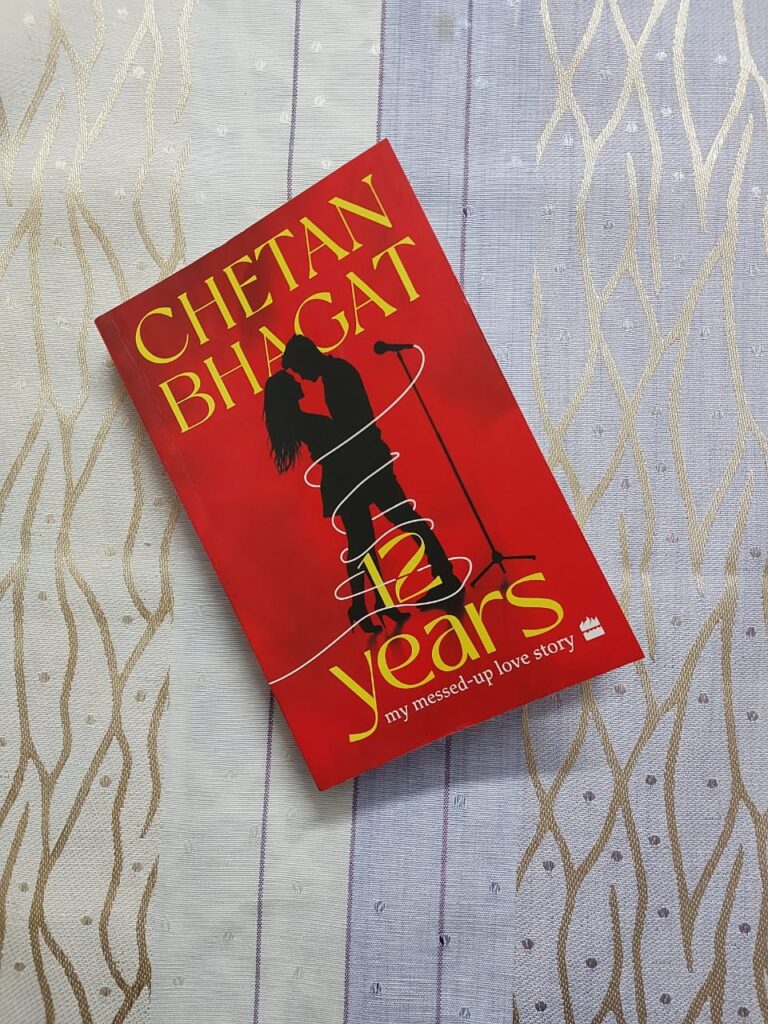 CHETAN
BHAGAT
12
years
my messed-up love story